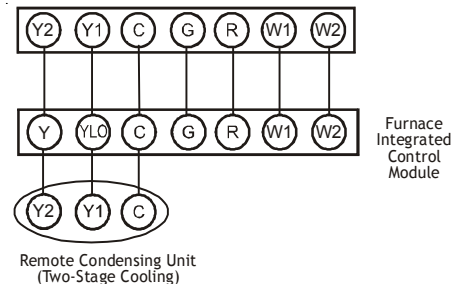 Y2 Y1 C G R W1 W2
Y YLO C G R W1 W2
Furnace
Integrated
Control
Module
Y2 Y1 C
Remote Condensing Unit
(Two-Stage Cooling)